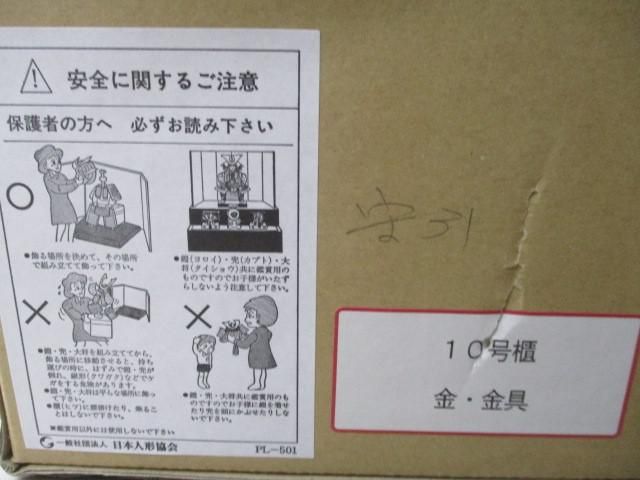 安全に関するご注意
保護者の方へ 必ずお読み下さい
●飾る場所を決めて、その場所
で組み立てて飾って下さい。
●鎧(ヨロイ)・兜(カブト)・大
将(タイショウ)共に鑑賞用の
ものですのでお子様がいたず
らしないよう注意して下さい。
●鎧・兜・大将を組み立ててから、
飾る場所に移動させると、持ち
運びの時に、はずみで鎧・兜が
倒れ、鍬形(クワガタ)などでケ
ガをする危険があります。
●鎧・兜・大将は平らな場所に飾
って下さい。
●櫃(ヒツ)に腰掛けたり、乗るこ
とはしないで下さい。
※鑑賞用以外には使用しないで下さい
●鎧・兜・大将共に鑑賞用のも
のですのでお子様に鎧を着せ
たり兜を頭にかぶせたりしな
いで下さい。
一般社団法人 日本人形協会
PL-501
10号櫃
金・金具